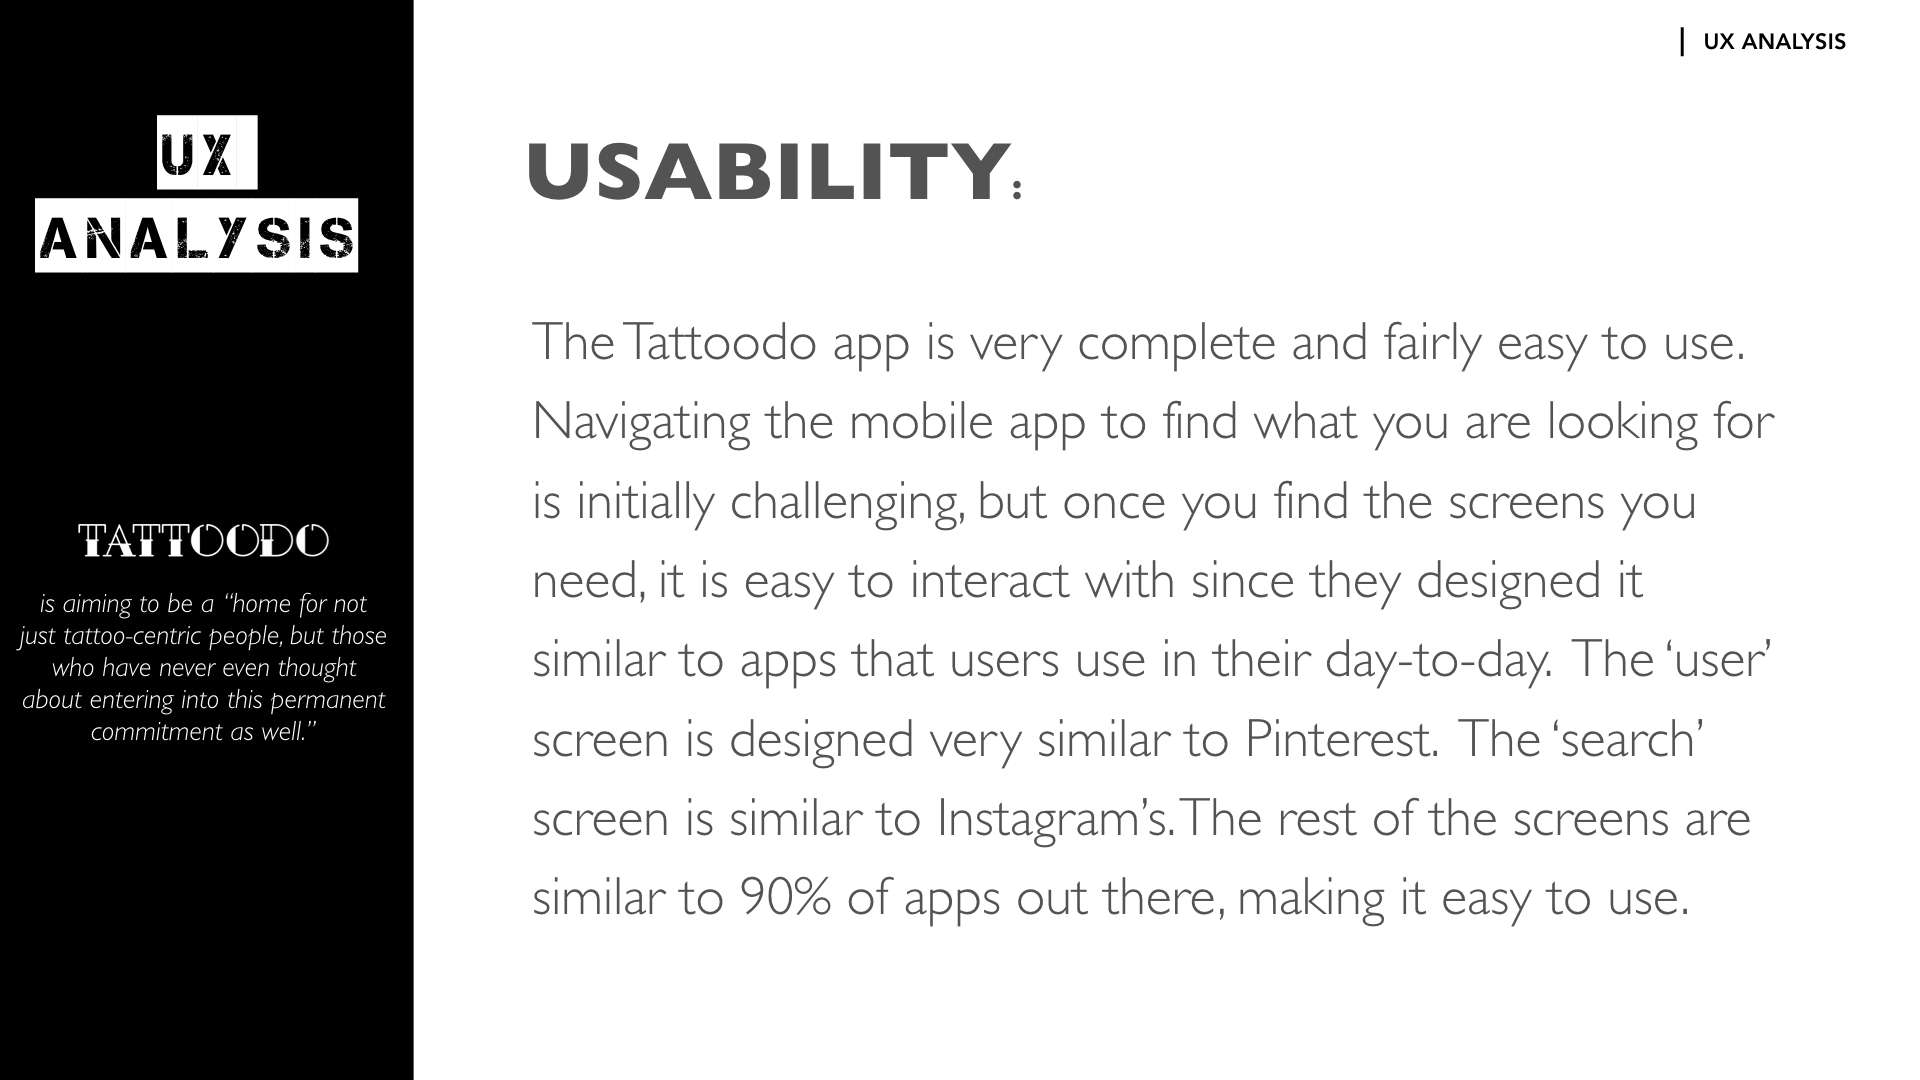 UX ANALYSIS
UX
ANALYSIS
TATTOODO
is aiming to be a “home for not
just tattoo-centric people, but those
who have never even thought
about entering into this permanent
commitment as well.”
USABILITY:
The Tattoodo app is very complete and fairly easy to use.
Navigating the mobile app to find what you are looking for
is initially challenging, but once you find the screens you
need, it is easy to interact with since they designed it
similar to apps that users use in their day-to-day. The ‘user’
screen is designed very similar to Pinterest. The ‘search’
screen is similar to Instagram’s. The rest of the screens are
similar to 90% of apps out there, making it easy to use.